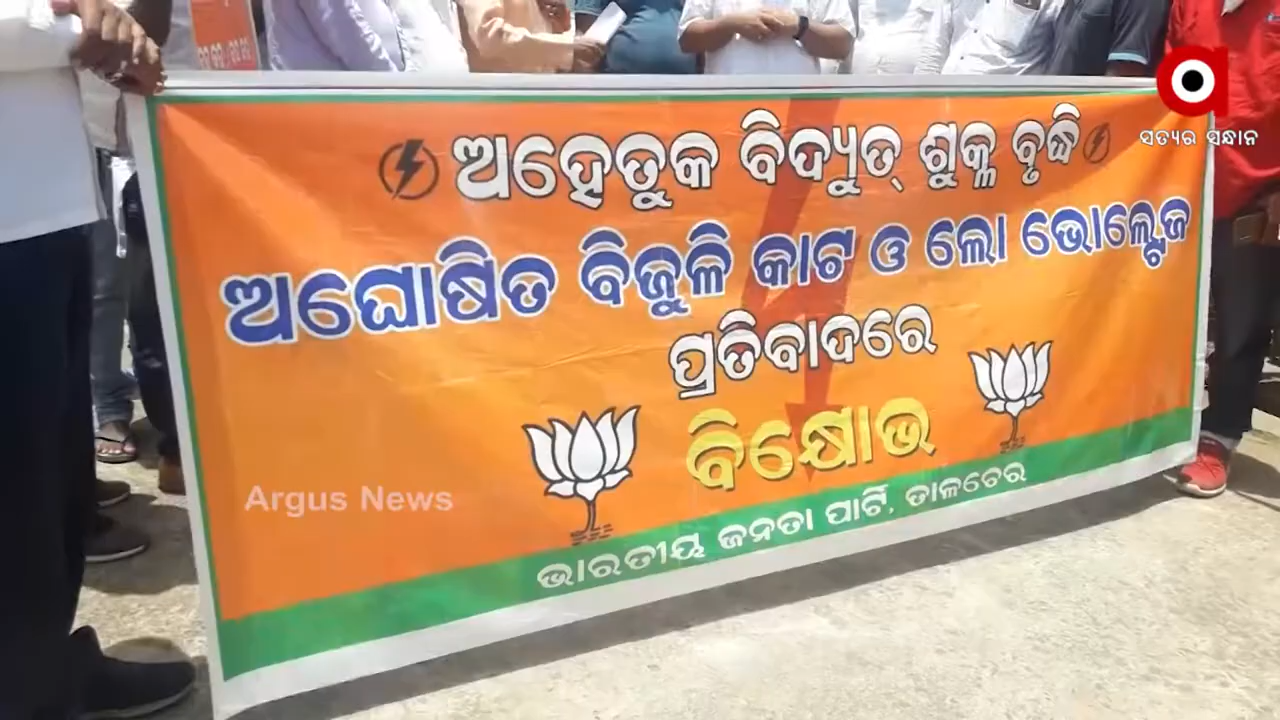 ସତ୍ୟର ସନ୍ଧାନ
ଅହେତୁକ ବିଦ୍ୟୁତ୍ ଶୁକ୍ଳ ବୃଦ୍ଧି
ଅଘୋଷିତ ବିଜୁଳି କାଟ ଓ ଲୋ ଭୋଲ୍ଟେଜ
ପ୍ରତିବାଦରେ
ବିକ୍ଷୋଭ
Argus News
ଭାରତୀୟ ଜନତା ପାର୍ଟି, ତାଳଚେର